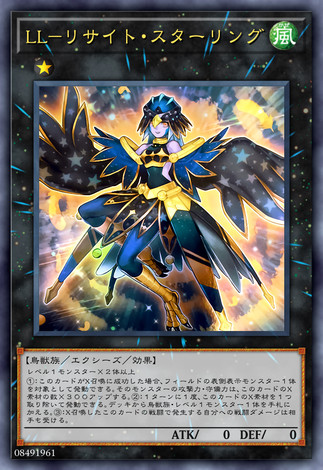 LL－リサイト・スターリング
風
【鳥獣族／エクシーズ／効果】
レベル１モンスター×２体以上
①：このカードがX召喚に成功した場合、フィールドの表側表示モンスター１体
を対象として発動できる。そのモンスターの攻撃力・守備力は、このカードのX
素材の数×３００アップする。②：１ターンに１度、このカードのX素材を１つ
取り除いて発動できる。デッキから鳥獣族・レベル１モンスター１体を手札に
加える。③：X召喚したこのカードの戦闘で発生する自分への戦闘ダメージは相
手も受ける。
ATK/ 0 DEF/ 0
08491961